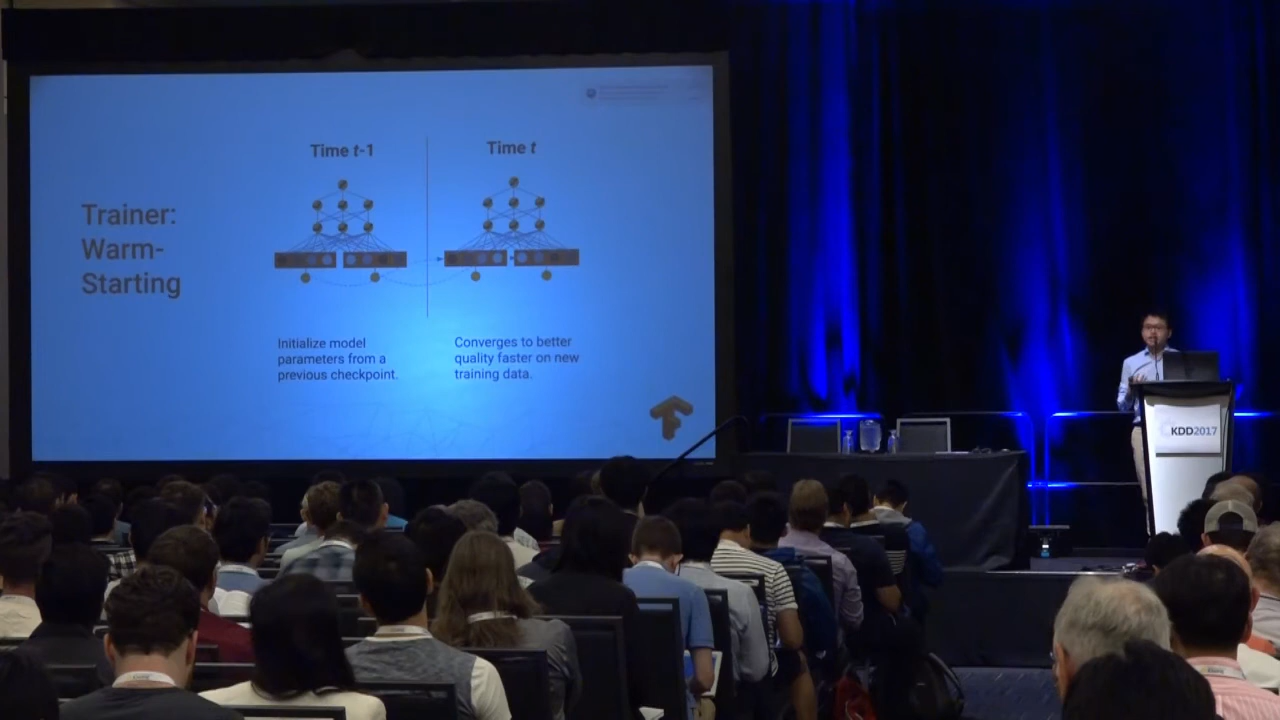 Time t-1
Time t
Trainer:
Warm-
Starting
Initialize model
parameters from a
previous checkpoint.
Converges to better
quality faster on new
training data.
KDD2017